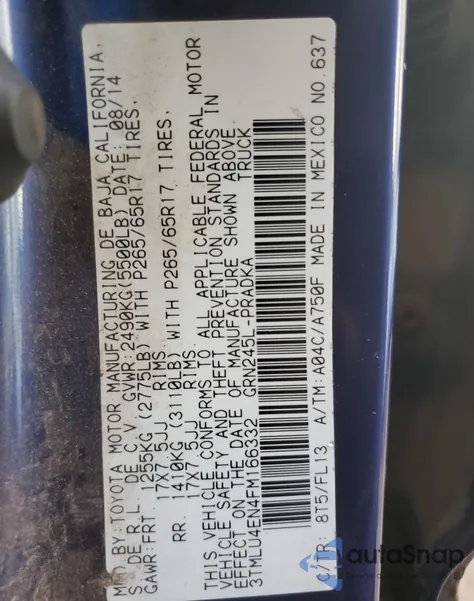 MFD BY:TOYOTA MOTOR MANUFACTURING DE BAJA CALIFORNIA,
S. DE R.L. DE C.V. GVWR:2490KG(5500LB) DATE: 08/14
GAWR:FRT. 1255KG (2775LB) WITH P265/65R17 TIRES,
17X7.5JJ RIMS
RR. 1410KG (3110LB) WITH P265/65R17 TIRES,
17X7.5JJ RIMS
THIS VEHICLE CONFORMS TO ALL APPLICABLE FEDERAL MOTOR
VEHICLE SAFETY AND THEFT PREVENTION STANDARDS IN
EFFECT ON THE DATE OF MANUFACTURE SHOWN ABOVE.
3TMLU4EN4FM166332 GRN245L-PRADKA TRUCK
C/TR: 8T5/FL13 A/TM:A04C/A750F MADE IN MEXICO NO.637
autoSnap